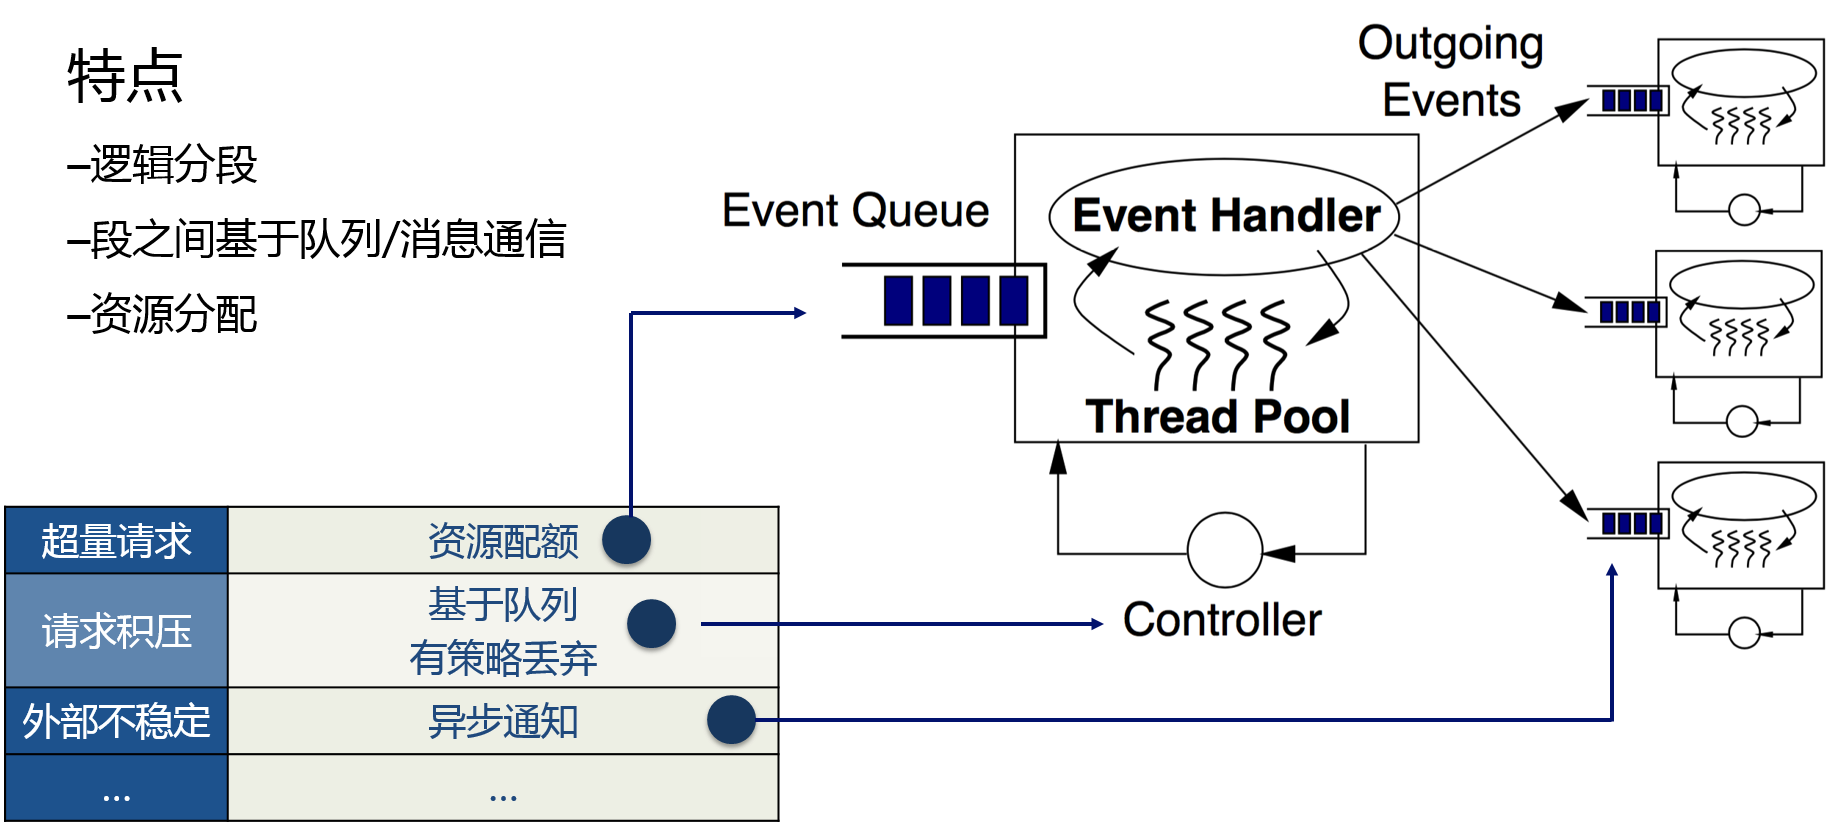 特点
–逻辑分段
–段之间基于队列/消息通信
–资源分配
Outgoing
Events
Event Queue
Event Handler
Thread Pool
Controller
超量请求 资源配额
请求积压 基于队列
有策略丢弃
外部不稳定 异步通知
... ...